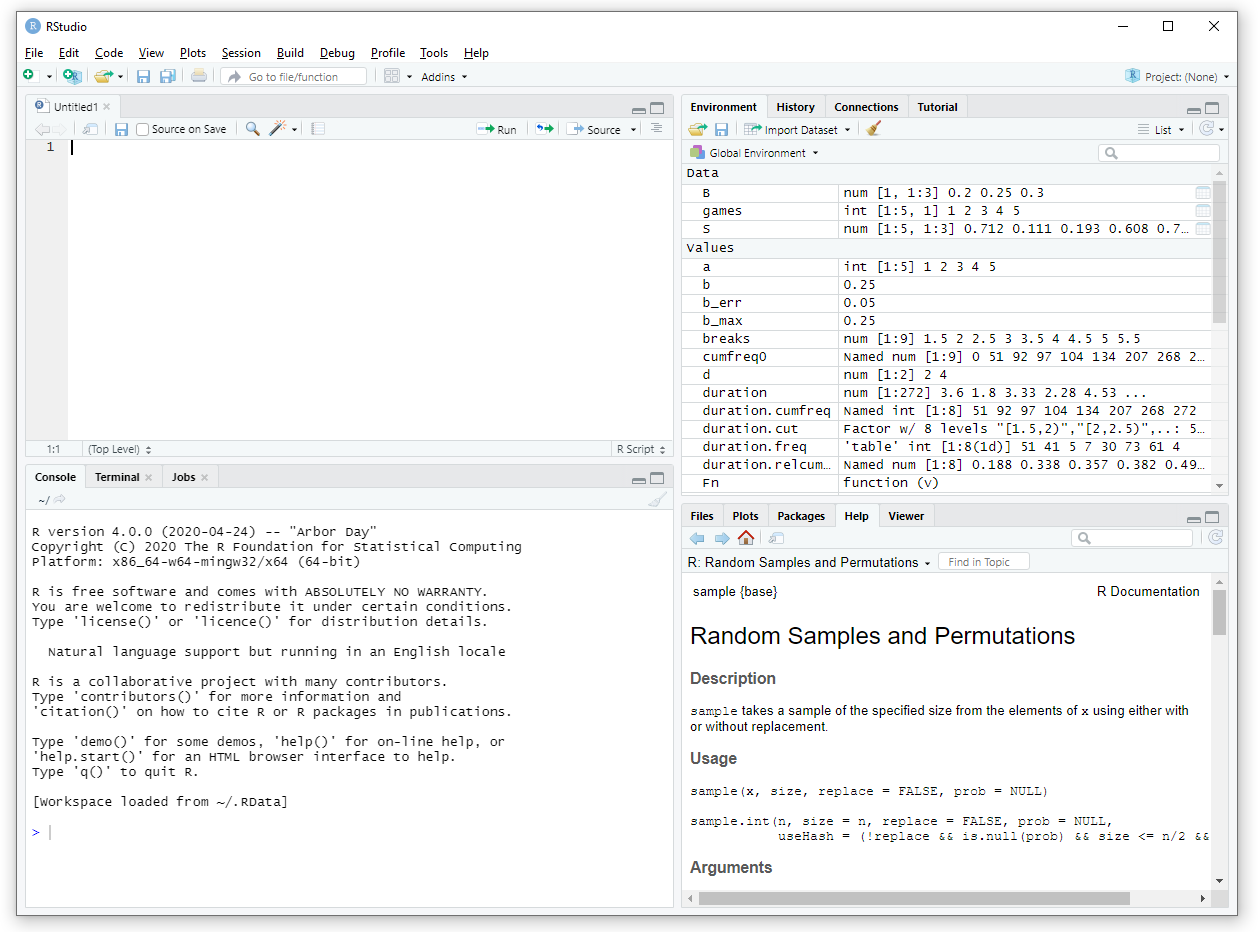 RStudio
File Edit Code View Plots Session Build Debug Profile Tools Help
Go to file/function Addins Project: (None)
Untitled1
Source on Save Run Source
1
1:1 (Top Level) R Script
Console Terminal Jobs
~/
R version 4.0.0 (2020-04-24) -- "Arbor Day"
Copyright (C) 2020 The R Foundation for Statistical Computing
Platform: x86_64-w64-mingw32/x64 (64-bit)
R is free software and comes with ABSOLUTELY NO WARRANTY.
You are welcome to redistribute it under certain conditions.
Type 'license()' or 'licence()' for distribution details.
Natural language support but running in an English locale
R is a collaborative project with many contributors.
Type 'contributors()' for more information and
'citation()' on how to cite R or R packages in publications.
Type 'demo()' for some demos, 'help()' for on-line help, or
'help.start()' for an HTML browser interface to help.
Type 'q()' to quit R.
[Workspace loaded from ~/.RData]
>
Environment History Connections Tutorial
Import Dataset List
Global Environment
Data
B num [1, 1:3] 0.2 0.25 0.3
games int [1:5, 1] 1 2 3 4 5
S num [1:5, 1:3] 0.712 0.111 0.193 0.608 0.7…
Values
a int [1:5] 1 2 3 4 5
b 0.25
b_err 0.05
b_max 0.25
breaks num [1:9] 1.5 2 2.5 3 3.5 4 4.5 5 5.5
cumfreq0 Named num [1:9] 0 51 92 97 104 134 207 268 2…
d num [1:2] 2 4
duration num [1:272] 3.6 1.8 3.33 2.28 4.53 ...
duration.cumfreq Named int [1:8] 51 92 97 104 134 207 268 272
duration.cut Factor w/ 8 levels "[1.5,2)","[2,2.5)",..: 5…
duration.freq 'table' int [1:8(1d)] 51 41 5 7 30 73 61 4
duration.relcum… Named num [1:8] 0.188 0.338 0.357 0.382 0.49…
Fn function (v)
Files Plots Packages Help Viewer
R: Random Samples and Permutations Find in Topic
sample {base} R Documentation
Random Samples and Permutations
Description
sample takes a sample of the specified size from the elements of x using either with
or without replacement.
Usage
sample(x, size, replace = FALSE, prob = NULL)
sample.int(n, size = n, replace = FALSE, prob = NULL,
useHash = (!replace && is.null(prob) && size <= n/2 &&
Arguments